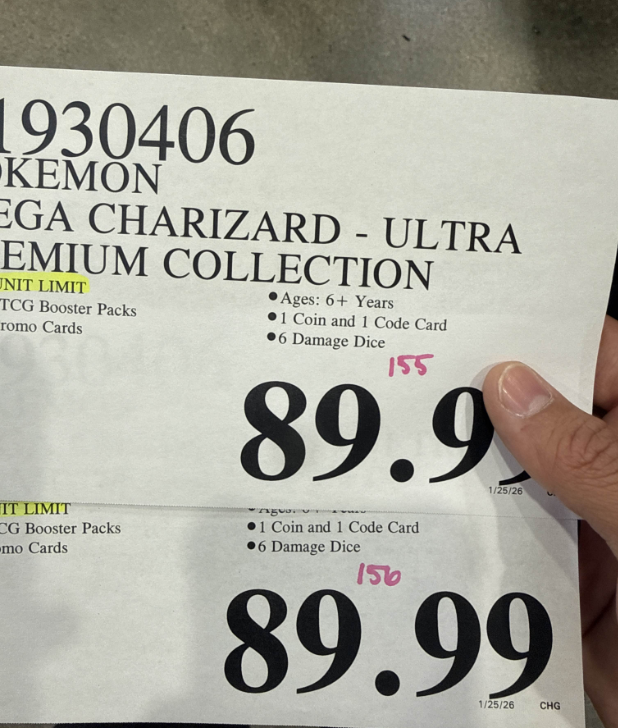 1930406
OKEMON
EGA CHARIZARD - ULTRA
EMIUM COLLECTION
UNIT LIMIT
TCG Booster Packs
romo Cards
●Ages: 6+ Years
●1 Coin and 1 Code Card
●6 Damage Dice
155
89.9
1/25/26
IT LIMIT
CG Booster Packs
mo Cards
●1 Coin and 1 Code Card
●6 Damage Dice
156
89.99
1/25/26 CHG